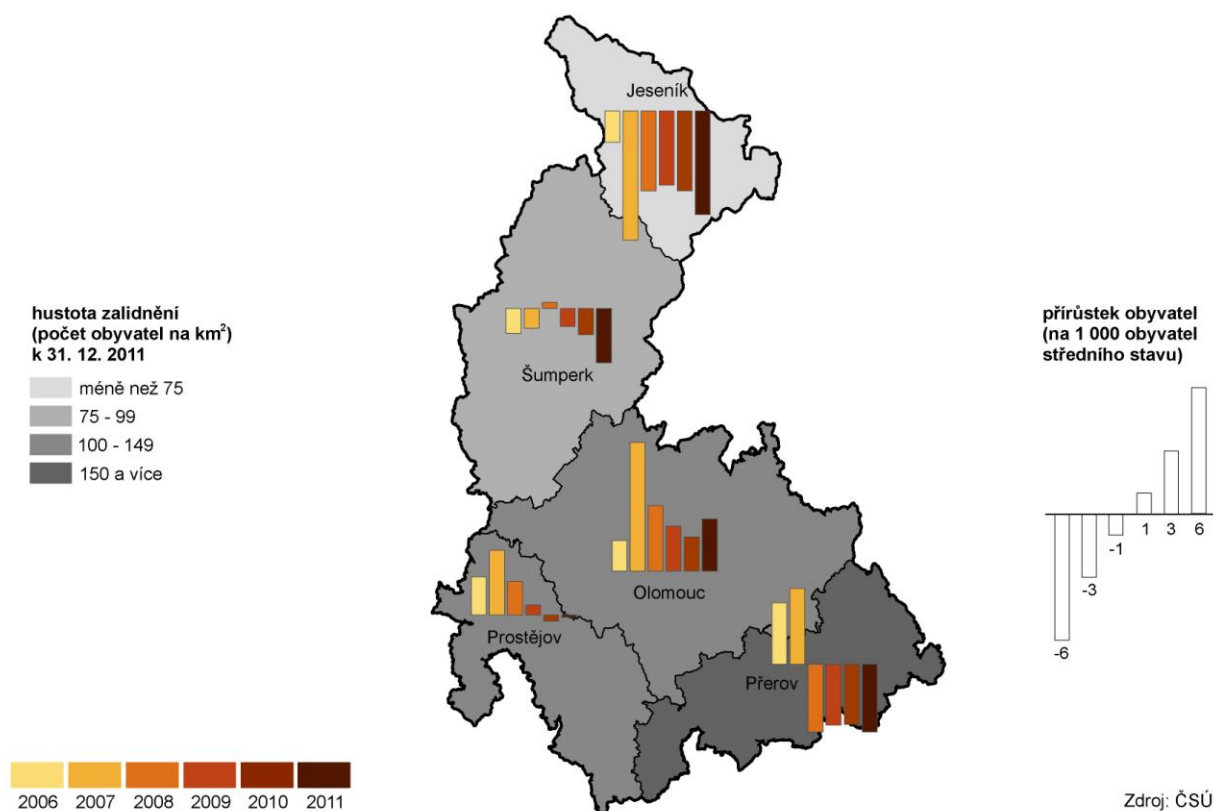 Jeseník
hustota zalidnění
(počet obyvatel na km²)
k 31. 12. 2011
méně než 75
75 - 99
100 - 149
150 a více
Šumperk
přírůstek obyvatel
(na 1 000 obyvatel
středního stavu)
1 3 6
-1
-3
-6
Olomouc
Prostějov
Přerov
2006 2007 2008 2009 2010 2011
Zdroj: ČSÚ